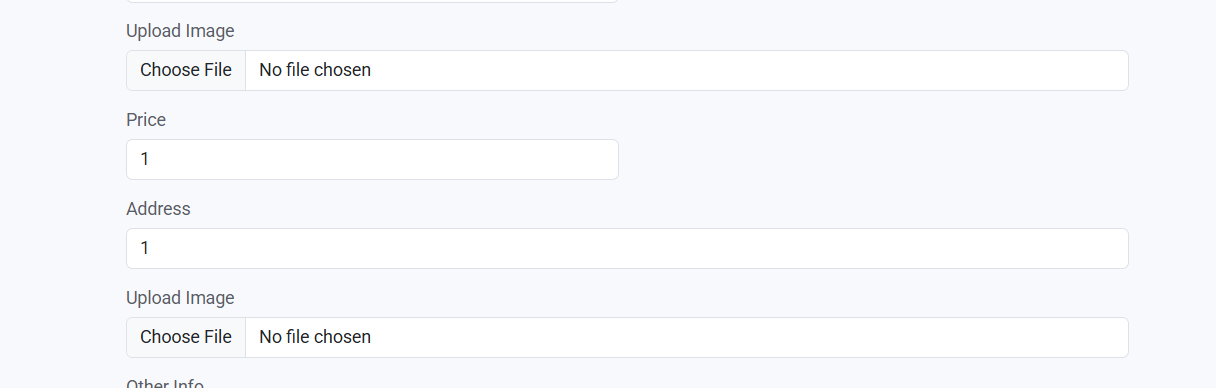 Upload Image
Choose File No file chosen
Price
1
Address
1
Upload Image
Choose File No file chosen
Other Info